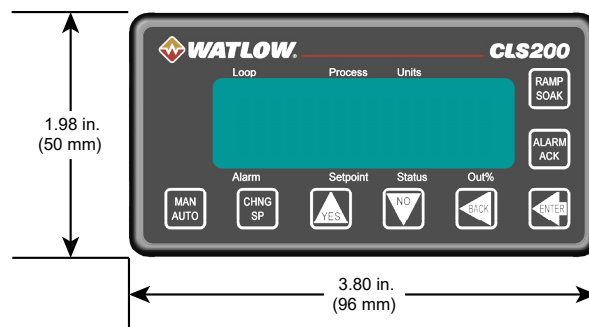 WATLOW.
CLS200
Loop Process Units
RAMP
SOAK
1.98 in.
(50 mm)
ALARM
ACK
Alarm Setpoint Status Out%
MAN
AUTO
CHNG
SP
YES
NO
BACK
ENTER
3.80 in.
(96 mm)